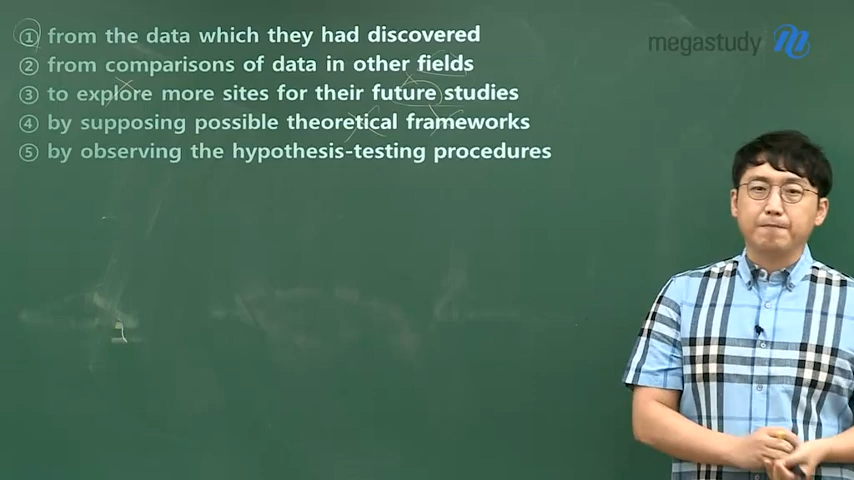 ① from the data which they had discovered
megastudy
② from comparisons of data in other fields
③ to explore more sites for their future studies
④ by supposing possible theoretical frameworks
⑤ by observing the hypothesis-testing procedures